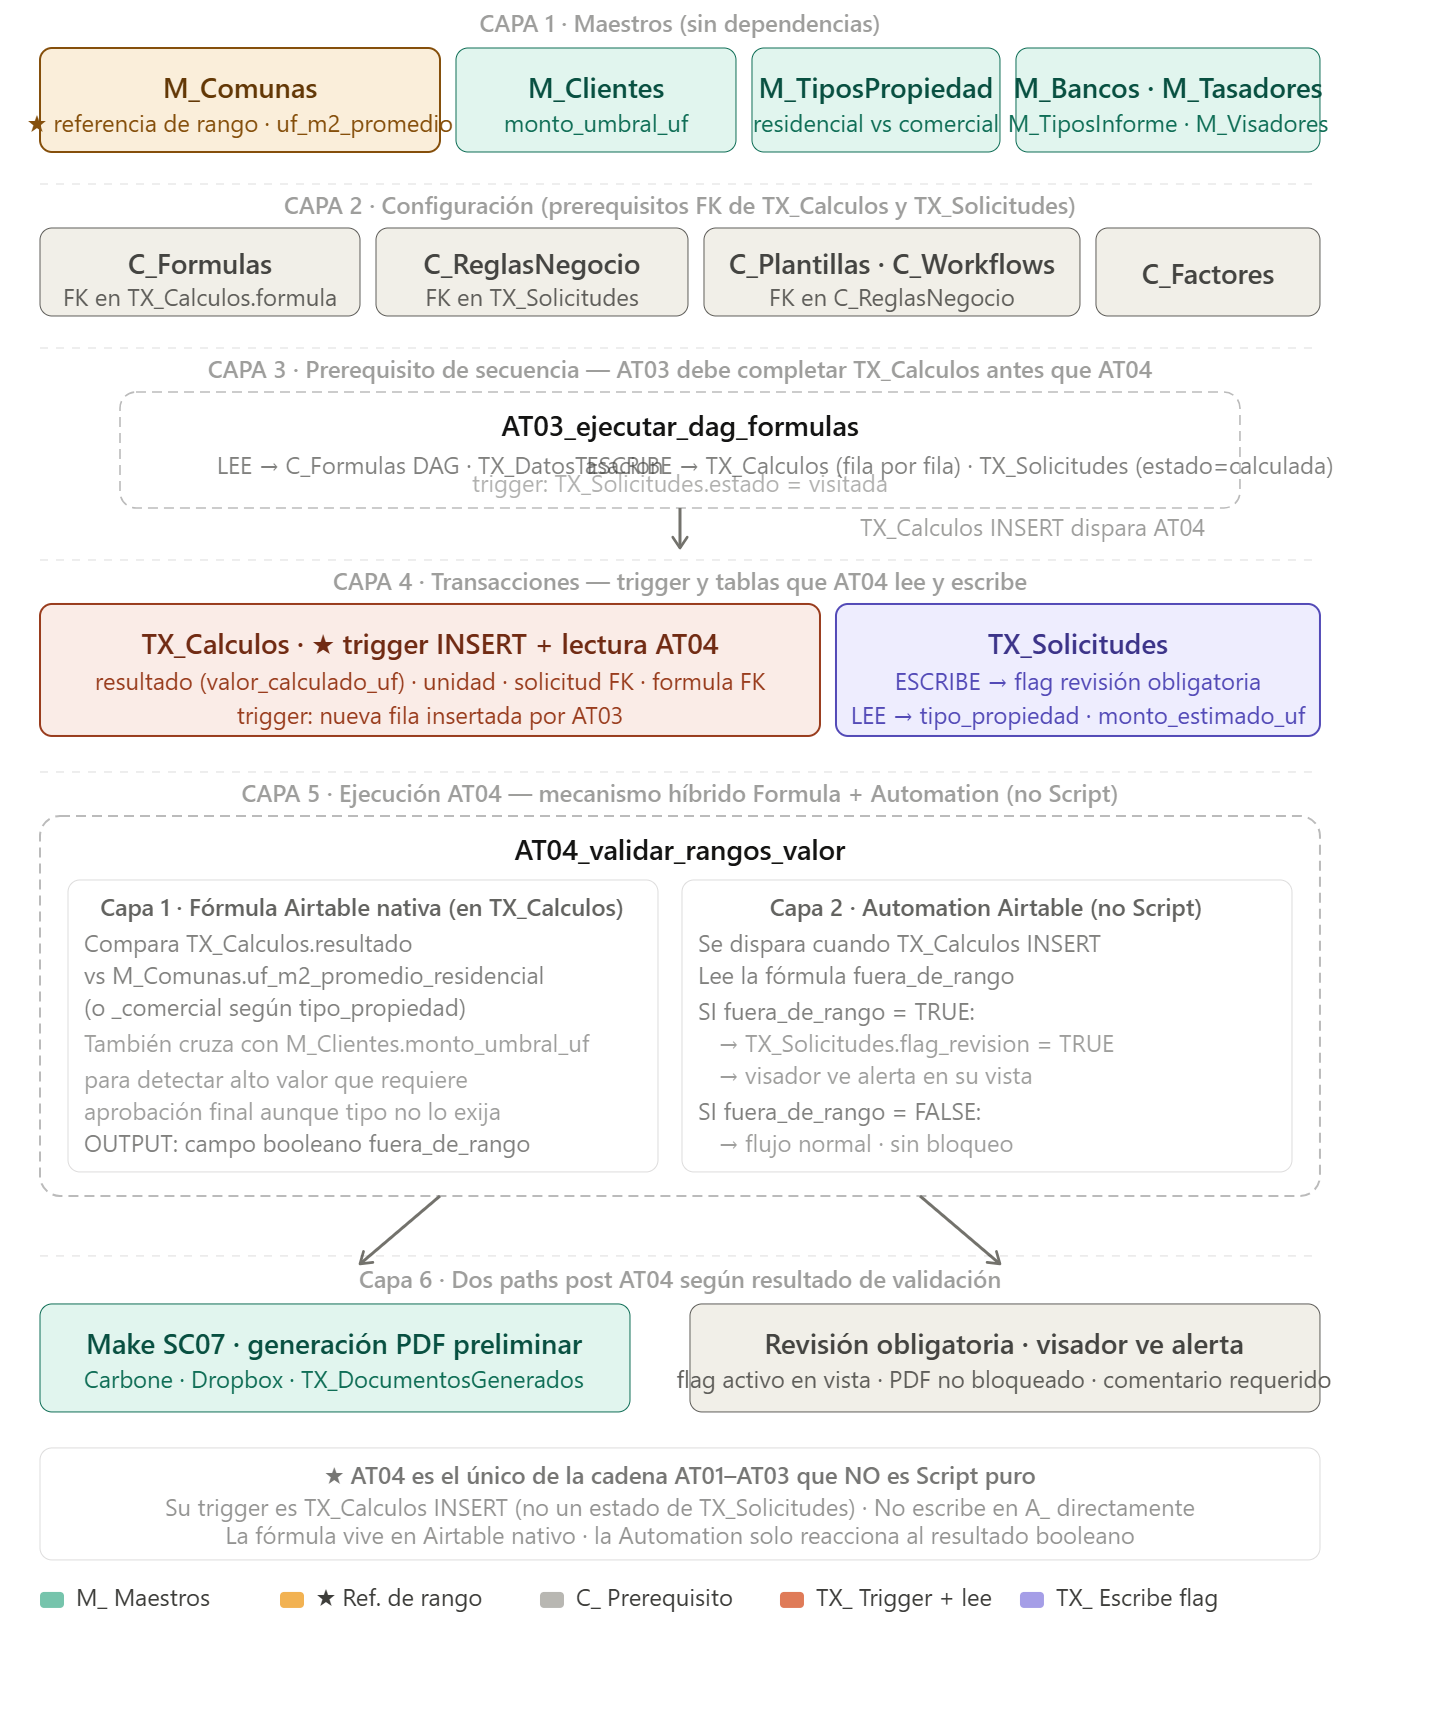 CAPA 1 · Maestros (sin dependencias)
M_Comunas
★ referencia de rango · uf_m2_promedio
M_Clientes
monto_umbral_uf
M_TiposPropiedad
residencial vs comercial
M_Bancos · M_Tasadores
M_TiposInforme · M_Visadores
CAPA 2 · Configuración (prerequisitos FK de TX_Calculos y TX_Solicitudes)
C_Formulas
FK en TX_Calculos.formula
C_ReglasNegocio
FK en TX_Solicitudes
C_Plantillas · C_Workflows
FK en C_ReglasNegocio
C_Factores
CAPA 3 · Prerequisito de secuencia — AT03 debe completar TX_Calculos antes que AT04
AT03_ejecutar_dag_formulas
LEE → C_Formulas DAG · TX_DatosTasacion
ESCRIBE → TX_Calculos (fila por fila) · TX_Solicitudes (estado=calculada)
trigger: TX_Solicitudes.estado = visitada
TX_Calculos INSERT dispara AT04
CAPA 4 · Transacciones — trigger y tablas que AT04 lee y escribe
TX_Calculos · ★ trigger INSERT + lectura AT04
resultado (valor_calculado_uf) · unidad · solicitud FK · formula FK
trigger: nueva fila insertada por AT03
TX_Solicitudes
ESCRIBE → flag revisión obligatoria
LEE → tipo_propiedad · monto_estimado_uf
CAPA 5 · Ejecución AT04 — mecanismo híbrido Formula + Automation (no Script)
AT04_validar_rangos_valor
Capa 1 · Fórmula Airtable nativa (en TX_Calculos)
Compara TX_Calculos.resultado
vs M_Comunas.uf_m2_promedio_residencial
(o _comercial según tipo_propiedad)
También cruza con M_Clientes.monto_umbral_uf
para detectar alto valor que requiere
aprobación final aunque tipo no lo exija
OUTPUT: campo booleano fuera_de_rango
Capa 2 · Automation Airtable (no Script)
Se dispara cuando TX_Calculos INSERT
Lee la fórmula fuera_de_rango
SI fuera_de_rango = TRUE:
→ TX_Solicitudes.flag_revision = TRUE
→ visador ve alerta en su vista
SI fuera_de_rango = FALSE:
→ flujo normal · sin bloqueo
Capa 6 · Dos paths post AT04 según resultado de validación
Make SC07 · generación PDF preliminar
Carbone · Dropbox · TX_DocumentosGenerados
Revisión obligatoria · visador ve alerta
flag activo en vista · PDF no bloqueado · comentario requerido
★ AT04 es el único de la cadena AT01–AT03 que NO es Script puro
Su trigger es TX_Calculos INSERT (no un estado de TX_Solicitudes) · No escribe en A_ directamente
La fórmula vive en Airtable nativo · la Automation solo reacciona al resultado booleano
M_ Maestros
★ Ref. de rango
C_ Prerequisito
TX_ Trigger + lee
TX_ Escribe flag